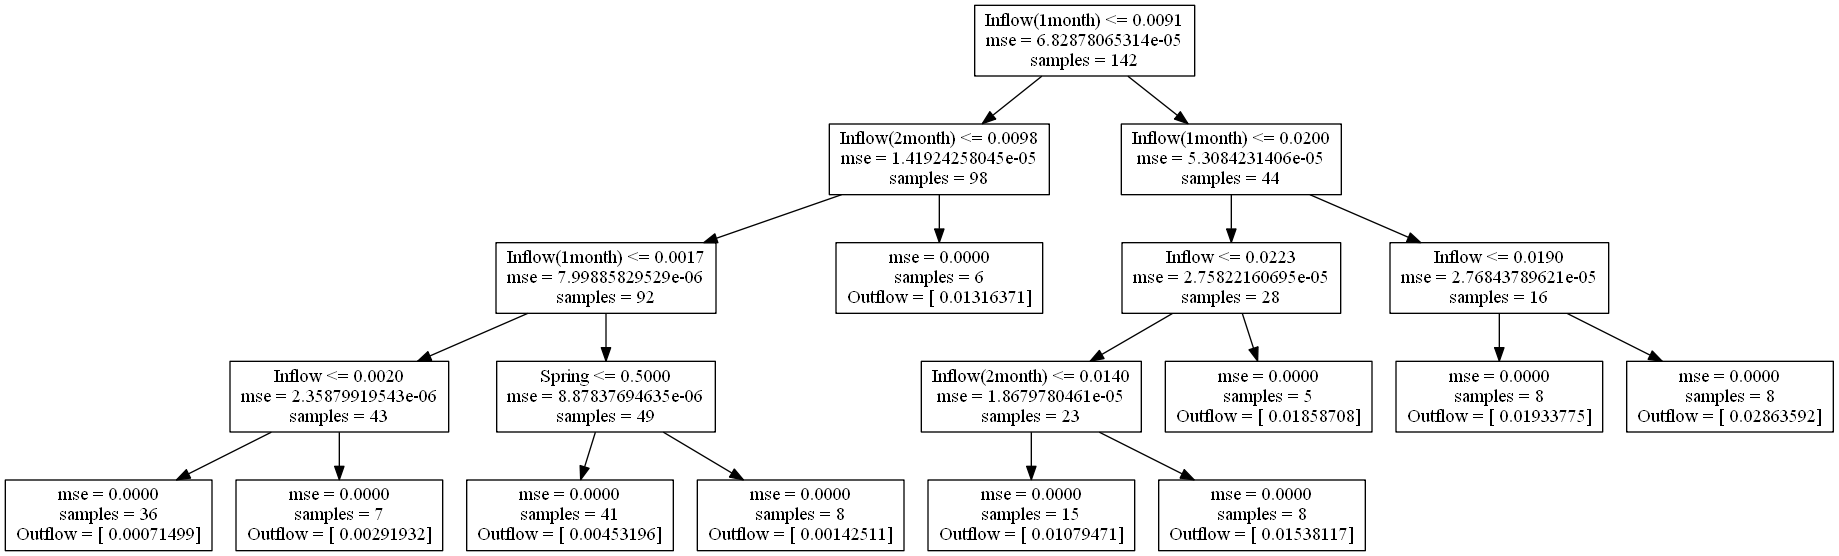 Inflow(1month) <= 0.0091
mse = 6.82878065314e-05
samples = 142
Inflow(2month) <= 0.0098
mse = 1.41924258045e-05
samples = 98
Inflow(1month) <= 0.0200
mse = 5.3084231406e-05
samples = 44
Inflow(1month) <= 0.0017
mse = 7.99885829529e-06
samples = 92
mse = 0.0000
samples = 6
Outflow = [ 0.01316371]
Inflow <= 0.0223
mse = 2.75822160695e-05
samples = 28
Inflow <= 0.0190
mse = 2.76843789621e-05
samples = 16
Inflow <= 0.0020
mse = 2.35879919543e-06
samples = 43
Spring <= 0.5000
mse = 8.87837694635e-06
samples = 49
Inflow(2month) <= 0.0140
mse = 1.8679780461e-05
samples = 23
mse = 0.0000
samples = 5
Outflow = [ 0.01858708]
mse = 0.0000
samples = 8
Outflow = [ 0.01933775]
mse = 0.0000
samples = 8
Outflow = [ 0.02863592]
mse = 0.0000
samples = 36
Outflow = [ 0.00071499]
mse = 0.0000
samples = 7
Outflow = [ 0.00291932]
mse = 0.0000
samples = 41
Outflow = [ 0.00453196]
mse = 0.0000
samples = 8
Outflow = [ 0.00142511]
mse = 0.0000
samples = 15
Outflow = [ 0.01079471]
mse = 0.0000
samples = 8
Outflow = [ 0.01538117]